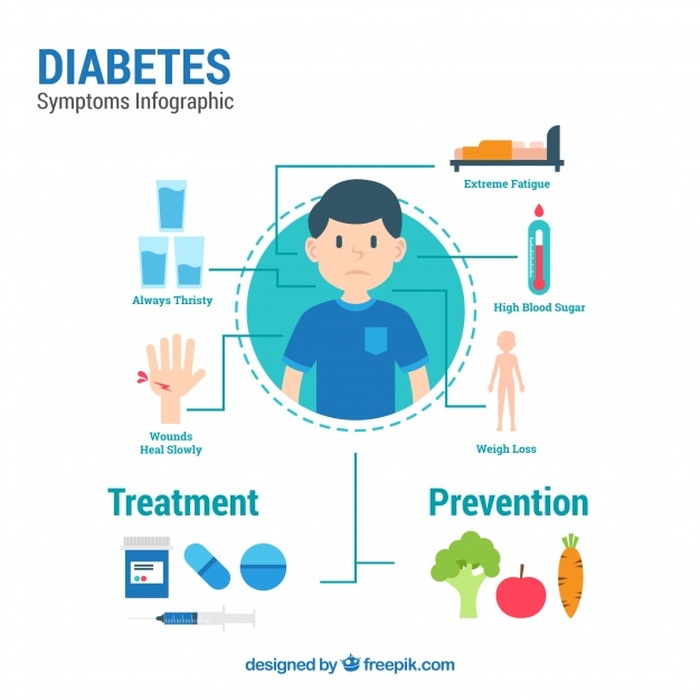 DIABETES
Symptoms Infographic
Extreme Fatigue
Always Thristy
High Blood Sugar
Wounds
Heal Slowly
Weigh Loss
Treatment
Prevention
designed by freepik.com